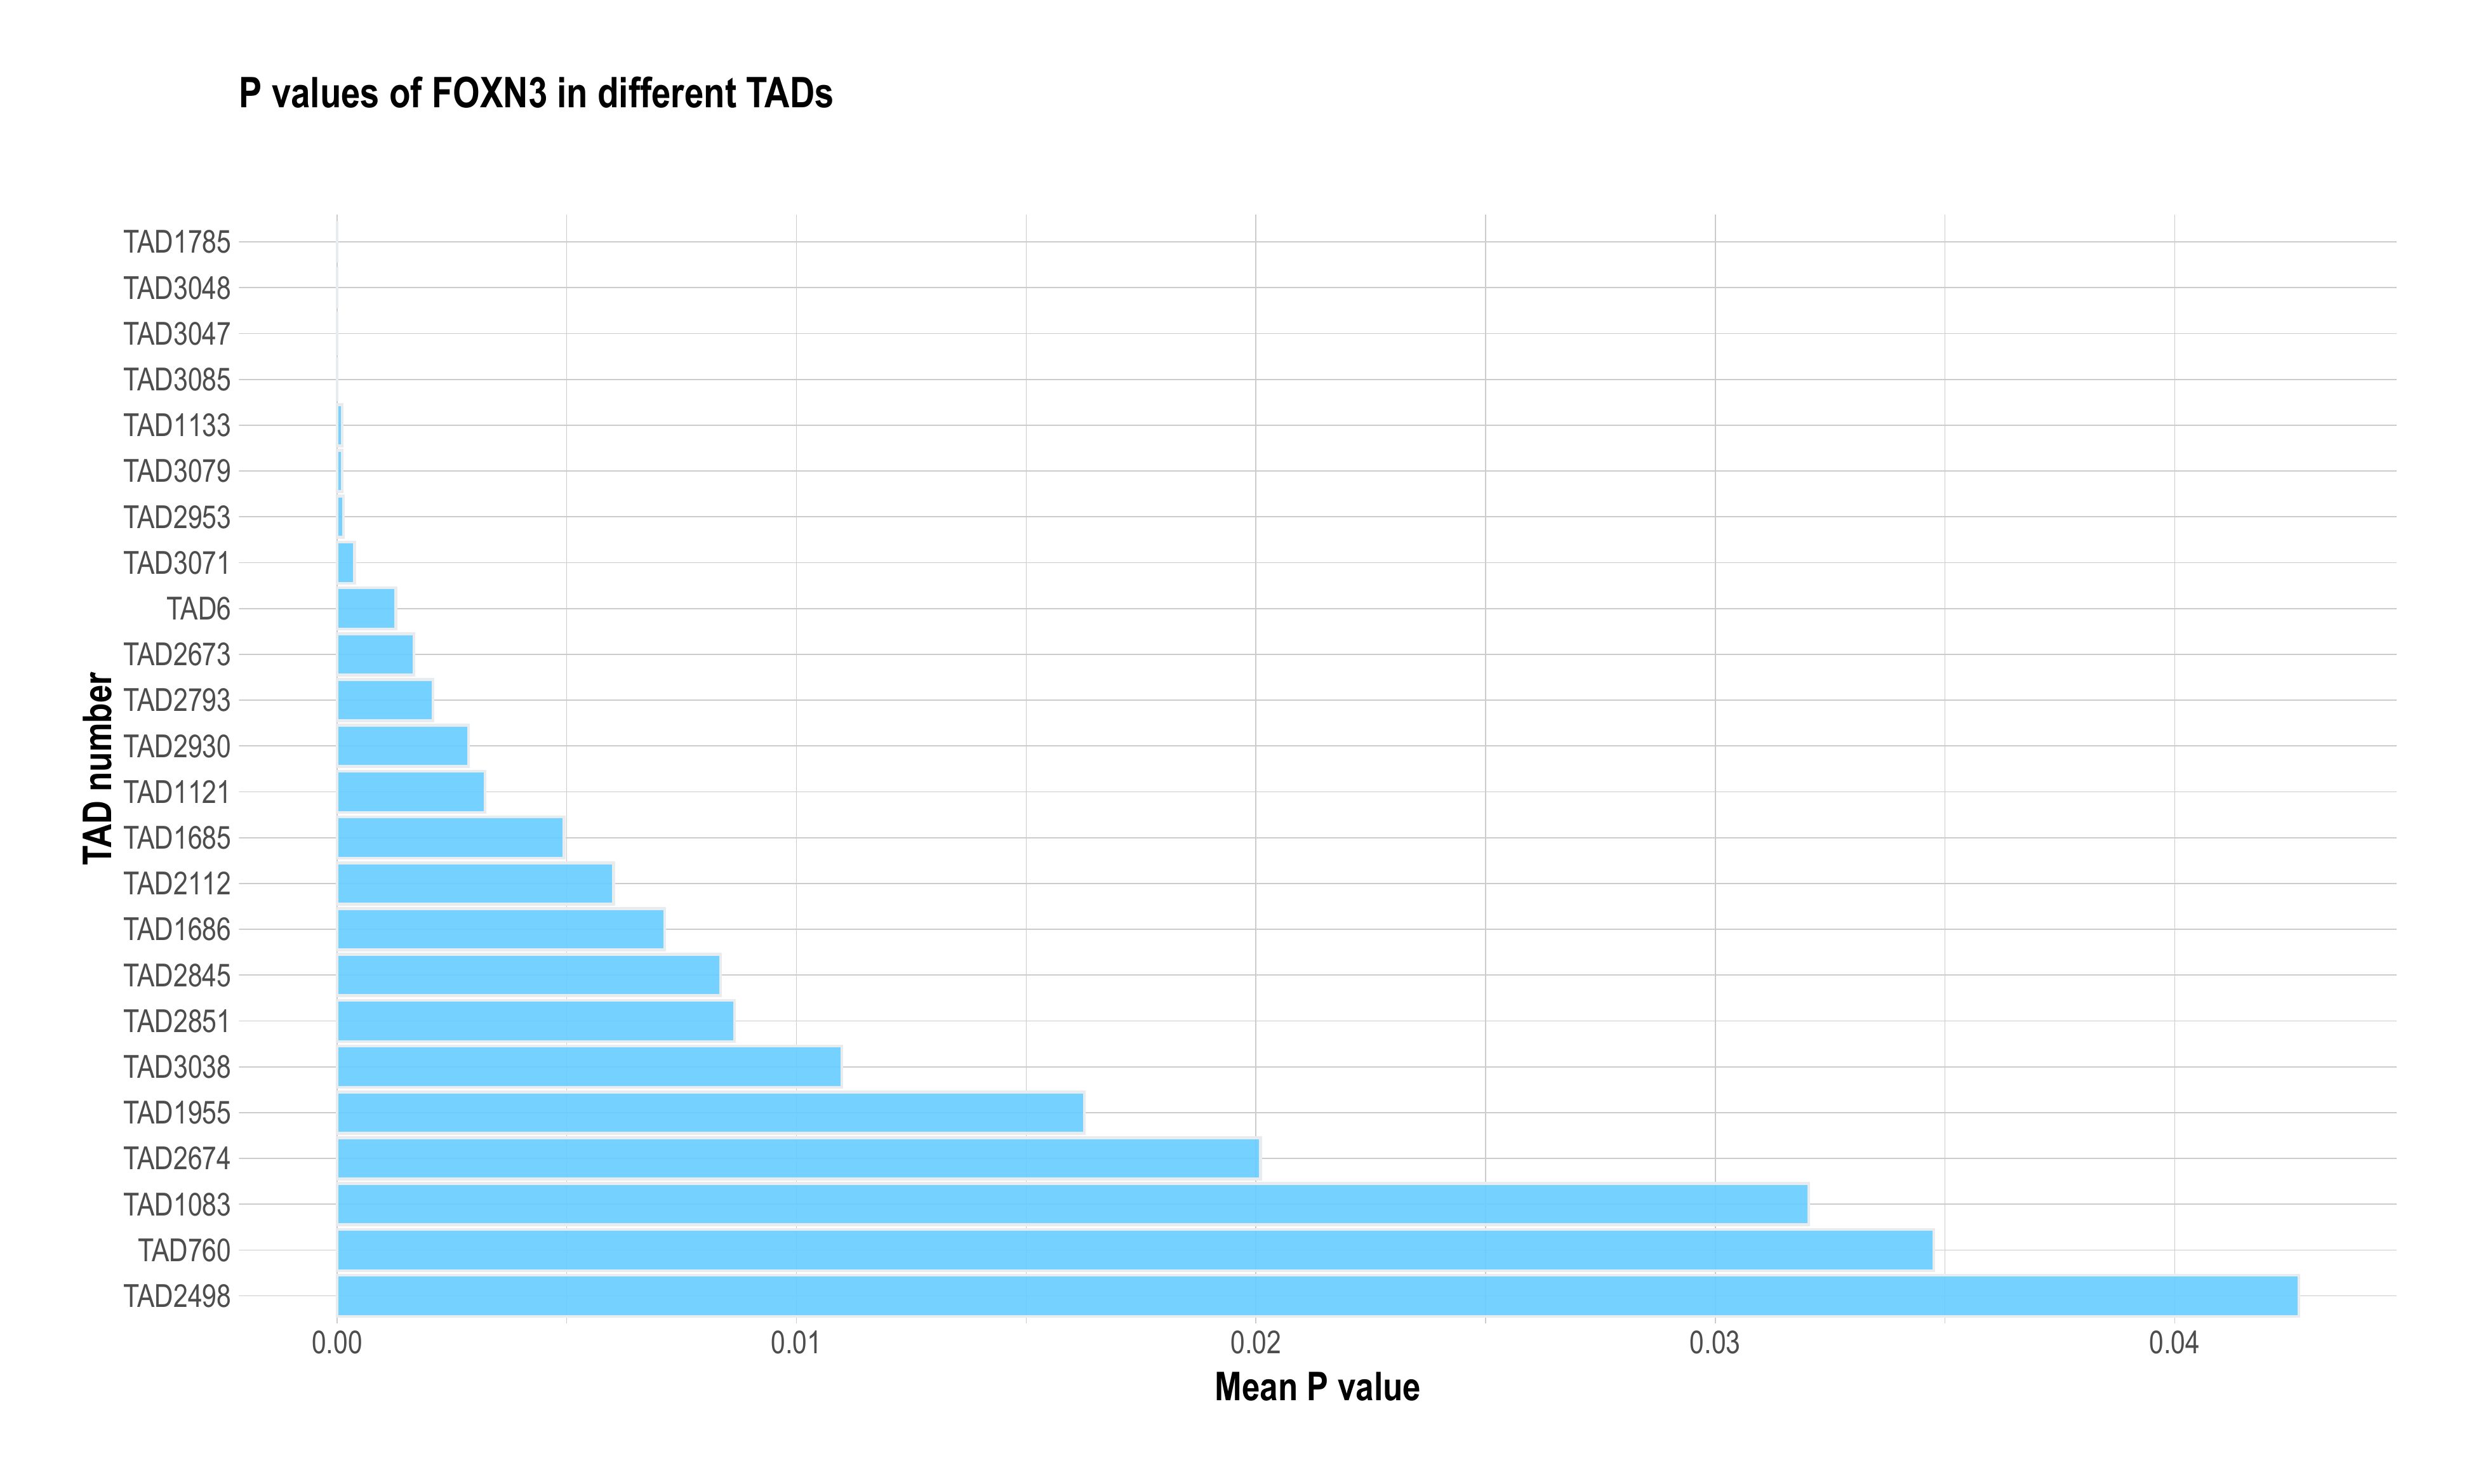 P values of FOXN3 in different TADs
TAD number
TAD1785
TAD3048
TAD3047
TAD3085
TAD1133
TAD3079
TAD2953
TAD3071
TAD6
TAD2673
TAD2793
TAD2930
TAD1121
TAD1685
TAD2112
TAD1686
TAD2845
TAD2851
TAD3038
TAD1955
TAD2674
TAD1083
TAD760
TAD2498
0.00 0.01 0.02 0.03 0.04
Mean P value